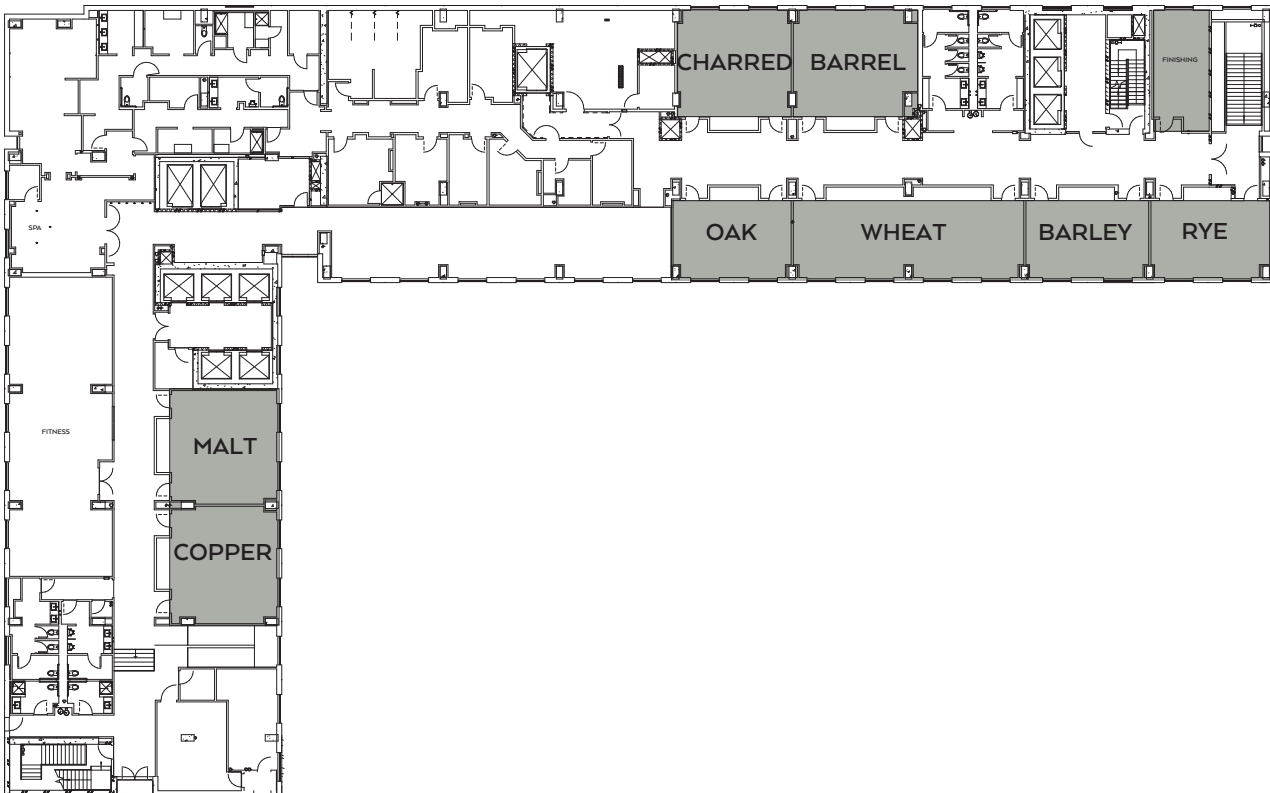 CHARRED
BARREL
FINISHING
SPA
OAK
WHEAT
BARLEY
RYE
FITNESS
MALT
COPPER